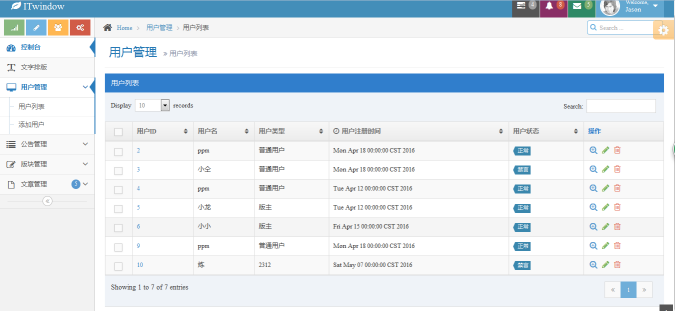 ITwindow
Welcome,
Jason
Home > 用户管理 > 用户列表
Search ...
控制台
文字排版
用户管理
用户列表
添加用户
公告管理
版块管理
文章管理
用户管理 » 用户列表
用户列表
Display 10 records
Search:
用户ID 用户名 用户类型 用户注册时间 用户状态 操作
2 ppm 普通用户 Mon Apr 18 00:00:00 CST 2016 正常
3 小仝 普通用户 Mon Apr 18 00:00:00 CST 2016 禁言
4 ppm 普通用户 Tue Apr 12 00:00:00 CST 2016 正常
5 小龙 版主 Tue Apr 12 00:00:00 CST 2016 正常
6 小小 版主 Fri Apr 15 00:00:00 CST 2016 正常
9 ppm 普通用户 Mon Apr 18 00:00:00 CST 2016 正常
10 炼 2312 Sat May 07 00:00:00 CST 2016 禁言
Showing 1 to 7 of 7 entries
« 1 »